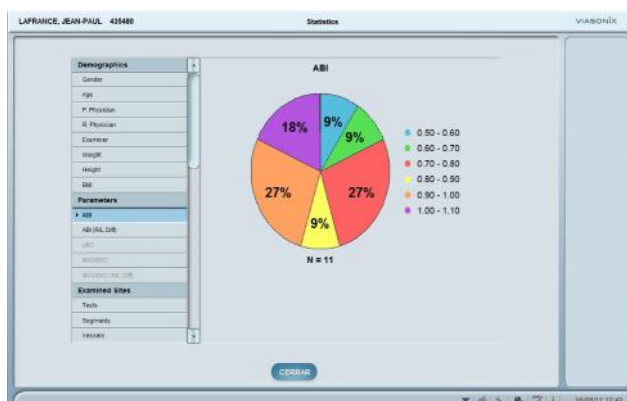 LAFRANCE, JEAN-PAUL 435480
Statistics
VIASONIX
Demographics
Gender
Age
P. Physician
R. Physician
Examiner
Weight
Height
BMI
Parameters
ABI
ABI (R/L Diff)
Examined Sites
Tests
Segments
Vessels
ABI
9%
9%
27%
9%
27%
18%
0.50 - 0.60
0.60 - 0.70
0.70 - 0.80
0.80 - 0.90
0.90 - 1.00
1.00 - 1.10
N = 11
CERRAR